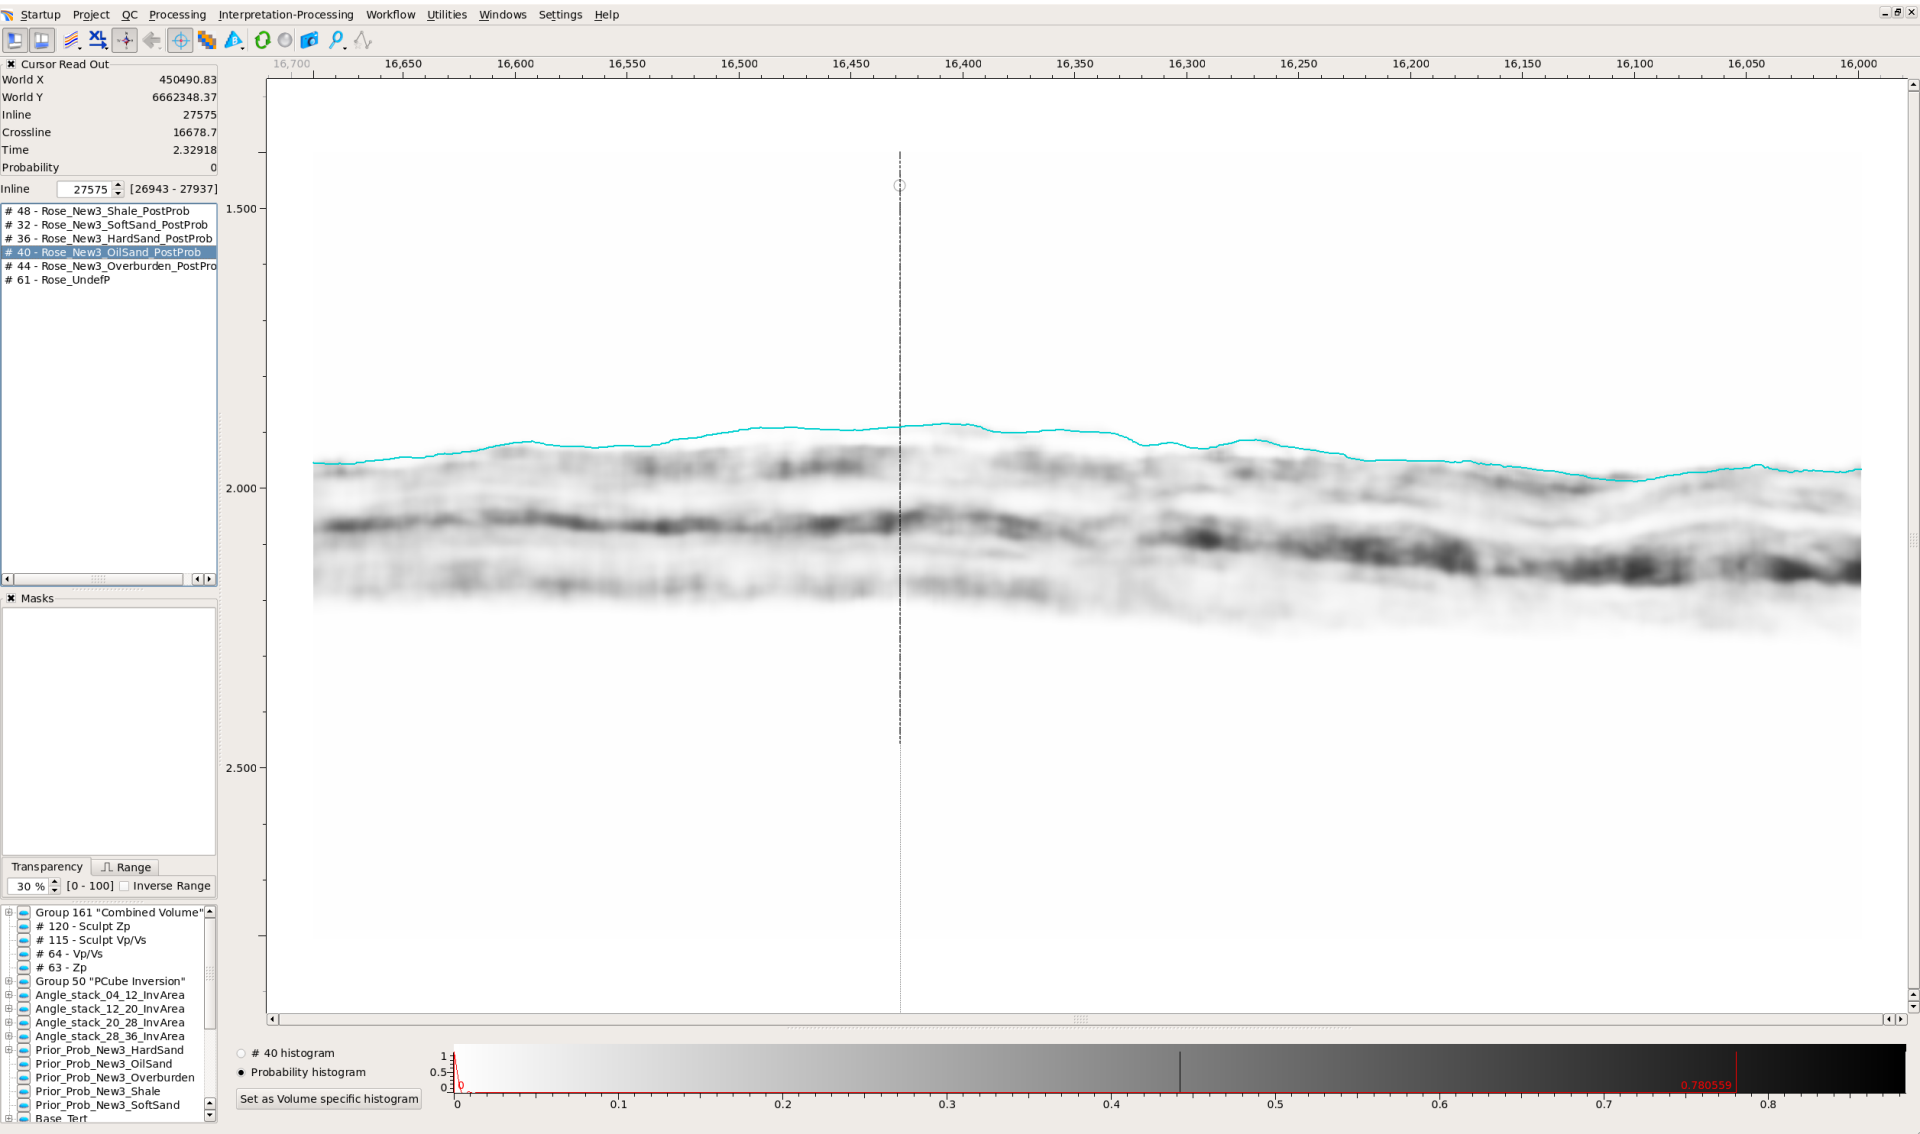 Startup Project QC Processing Interpretation-Processing Workflow Utilities Windows Settings Help
XL
Cursor Read Out
World X 450490.83
World Y 6662348.37
Inline 27575
Crossline 16678.7
Time 2.32918
Probability 0
Inline 27575 [26943 - 27937]
# 48 - Rose_New3_Shale_PostProb
# 32 - Rose_New3_SoftSand_PostProb
# 36 - Rose_New3_HardSand_PostProb
# 40 - Rose_New3_OilSand_PostProb
# 44 - Rose_New3_Overburden_PostPro
# 61 - Rose_UndefP
Masks
Transparency Range
30 % [0 - 100] Inverse Range
Group 161 "Combined Volume"
# 120 - Sculpt Zp
# 115 - Sculpt Vp/Vs
# 64 - Vp/Vs
# 63 - Zp
Group 50 "PCube Inversion"
Angle_stack_04_12_InvArea
Angle_stack_12_20_InvArea
Angle_stack_20_28_InvArea
Angle_stack_28_36_InvArea
Prior_Prob_New3_HardSand
Prior_Prob_New3_OilSand
Prior_Prob_New3_Overburden
Prior_Prob_New3_Shale
Prior_Prob_New3_SoftSand
Base_Tert
16,700 16,650 16,600 16,550 16,500 16,450 16,400 16,350 16,300 16,250 16,200 16,150 16,100 16,050 16,000
1.500
2.000
2.500
# 40 histogram
Probability histogram
Set as Volume specific histogram
1
0.5
0
0
0.780559
0 0.1 0.2 0.3 0.4 0.5 0.6 0.7 0.8